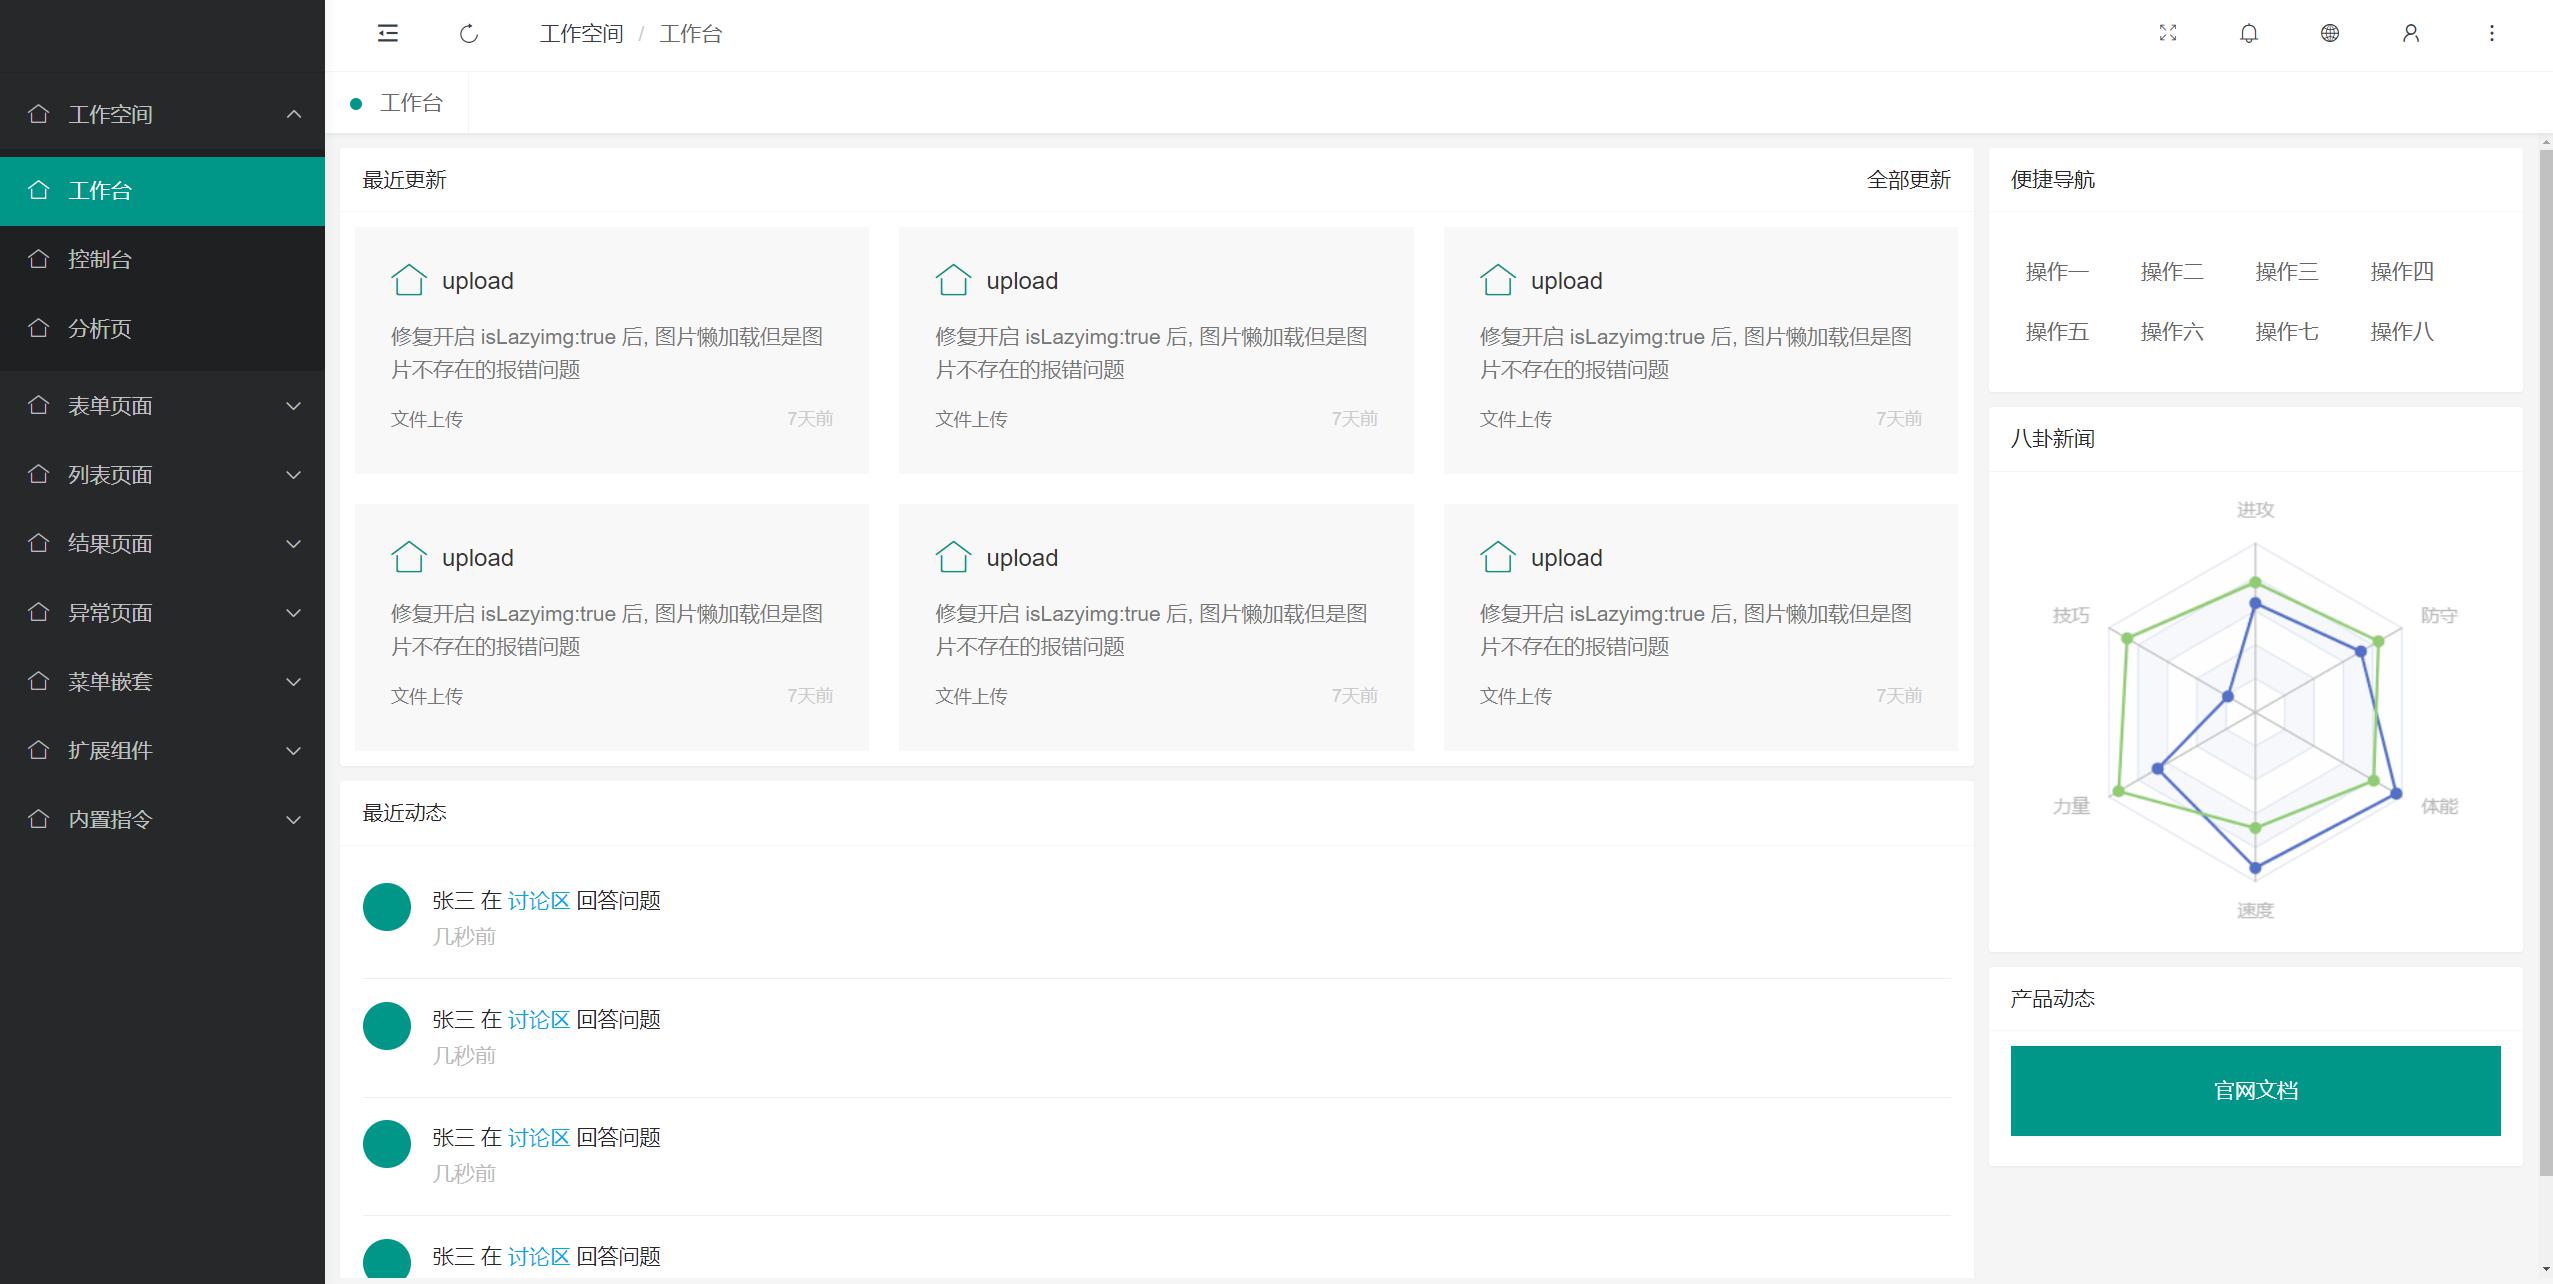 工作空间 / 工作台
工作空间
工作台
控制台
分析页
表单页面
列表页面
结果页面
异常页面
菜单嵌套
扩展组件
内置指令
工作台
最近更新
全部更新
upload
修复开启 isLazyimg:true 后, 图片懒加载但是图
片不存在的报错问题
文件上传
7天前
upload
修复开启 isLazyimg:true 后, 图片懒加载但是图
片不存在的报错问题
文件上传
7天前
upload
修复开启 isLazyimg:true 后, 图片懒加载但是图
片不存在的报错问题
文件上传
7天前
upload
修复开启 isLazyimg:true 后, 图片懒加载但是图
片不存在的报错问题
文件上传
7天前
upload
修复开启 isLazyimg:true 后, 图片懒加载但是图
片不存在的报错问题
文件上传
7天前
upload
修复开启 isLazyimg:true 后, 图片懒加载但是图
片不存在的报错问题
文件上传
7天前
最近动态
张三 在 讨论区 回答问题
几秒前
张三 在 讨论区 回答问题
几秒前
张三 在 讨论区 回答问题
几秒前
张三 在 讨论区 回答问题
便捷导航
操作一 操作二 操作三 操作四
操作五 操作六 操作七 操作八
八卦新闻
进攻
技巧
防守
力量
体能
速度
产品动态
官网文档